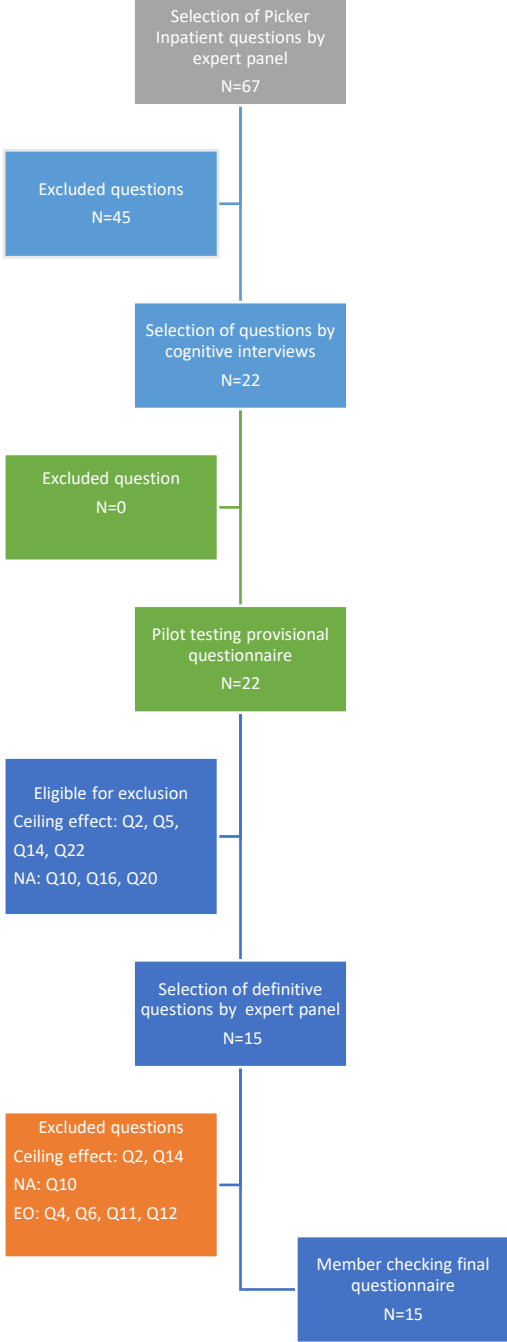 Selection of Picker
Inpatient questions by
expert panel
N=67
Excluded questions
N=45
Selection of questions by
cognitive interviews
N=22
Excluded question
N=0
Pilot testing provisional
questionnaire
N=22
Eligible for exclusion
Ceiling effect: Q2, Q5,
Q14, Q22
NA: Q10, Q16, Q20
Selection of definitive
questions by expert panel
N=15
Excluded questions
Ceiling effect: Q2, Q14
NA: Q10
EO: Q4, Q6, Q11, Q12
Member checking final
questionnaire
N=15